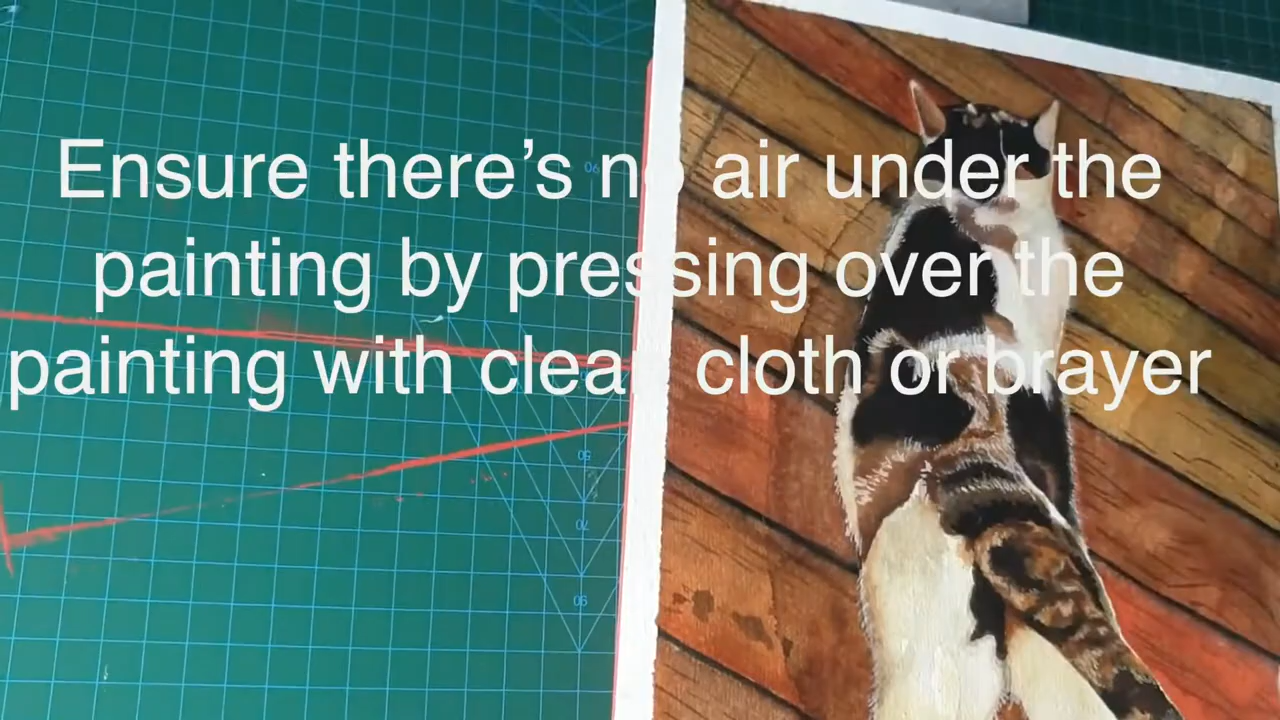 Ensure there’s no air under the
painting by pressing over the
painting with clean cloth or brayer